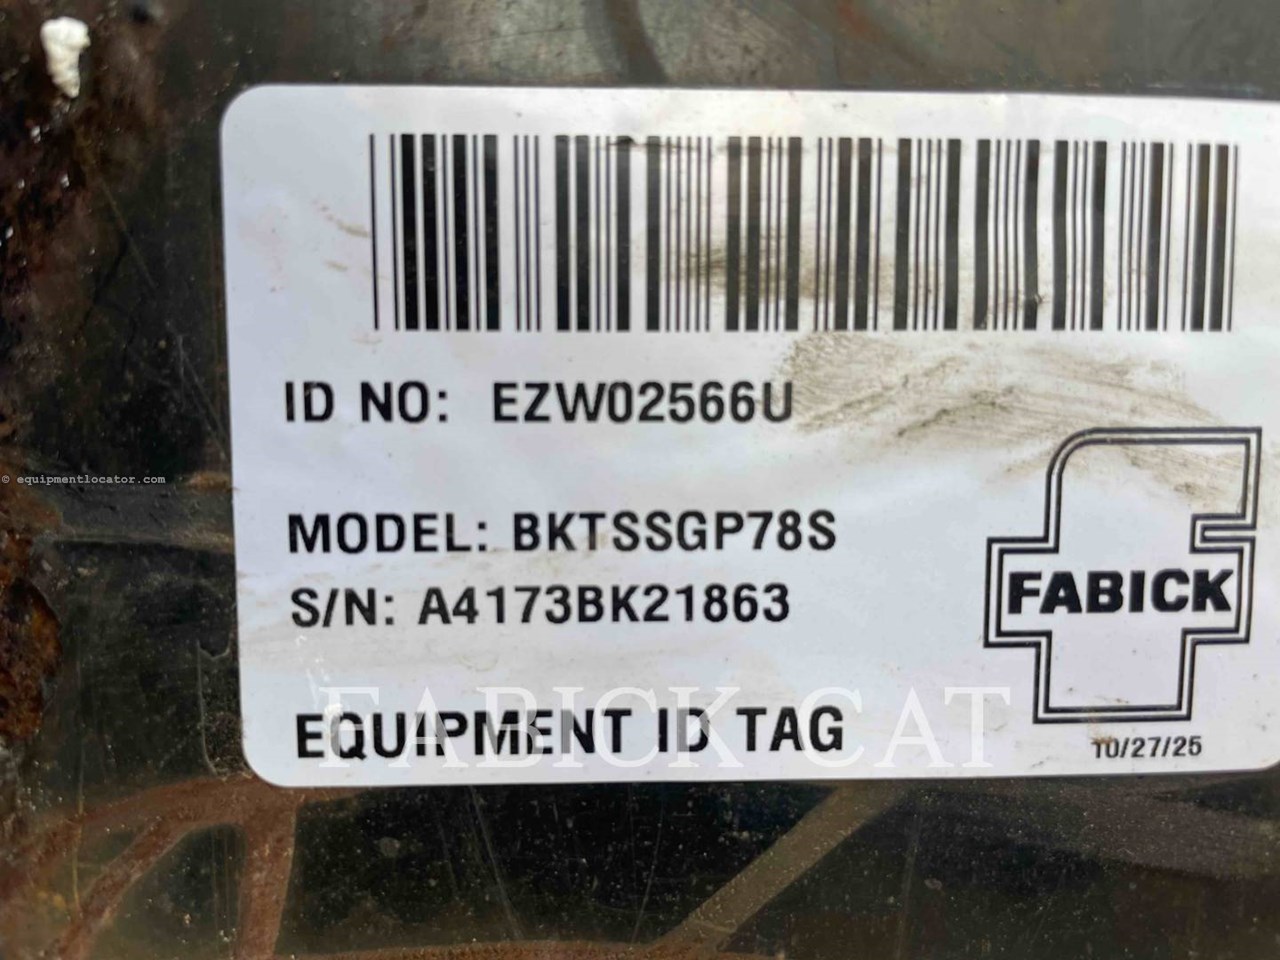 ID NO: EZW02566U
© equipmentlocator.com
MODEL: BKTSSGP78S
S/N: A4173BK21863
FABICK
FABICK CAT
EQUIPMENT ID TAG
10/27/25